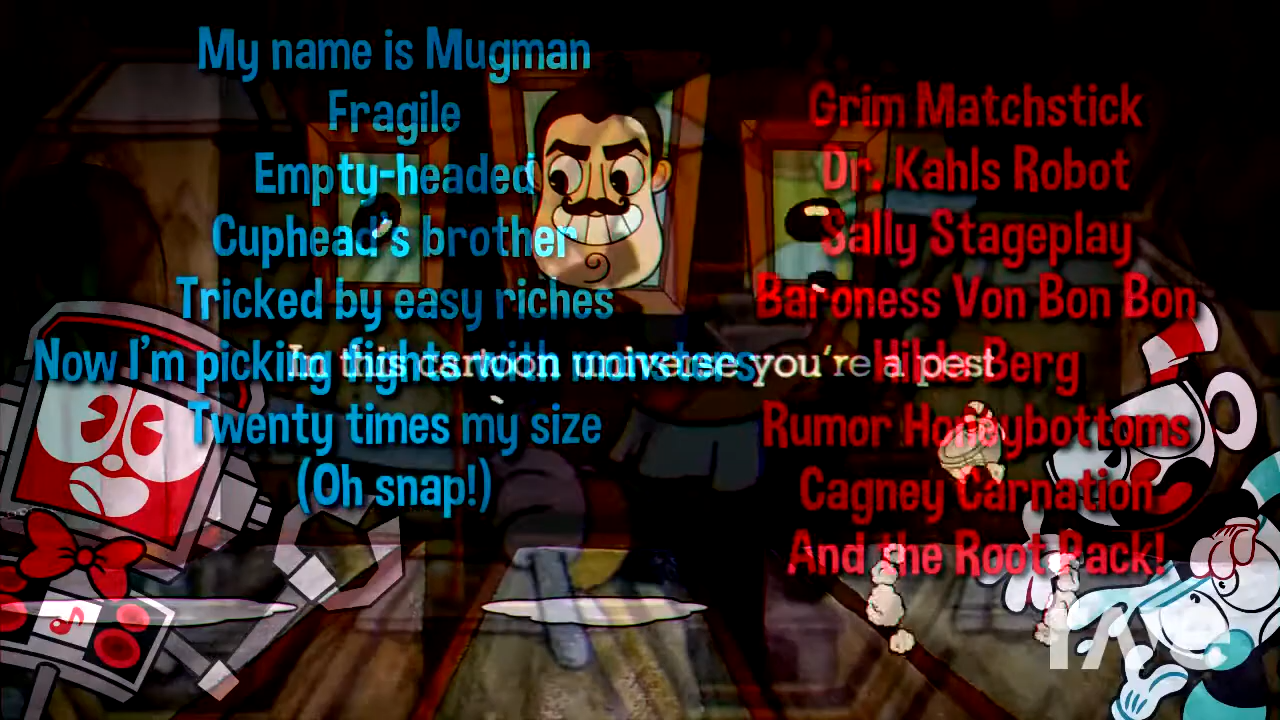 My name is Mugman
Fragile
Empty-headed
Cuphead's brother
Tricked by easy riches
Now I'm picking fights with monsters
Twenty times my size
(Oh snap!)
In this cartoon universe you're a pest
Grim Matchstick
Dr. Kahls Robot
Sally Stageplay
Baroness Von Bon Bon
Hilda Berg
Rumor Honeybottoms
Cagney Carnation
And the Root Pack!